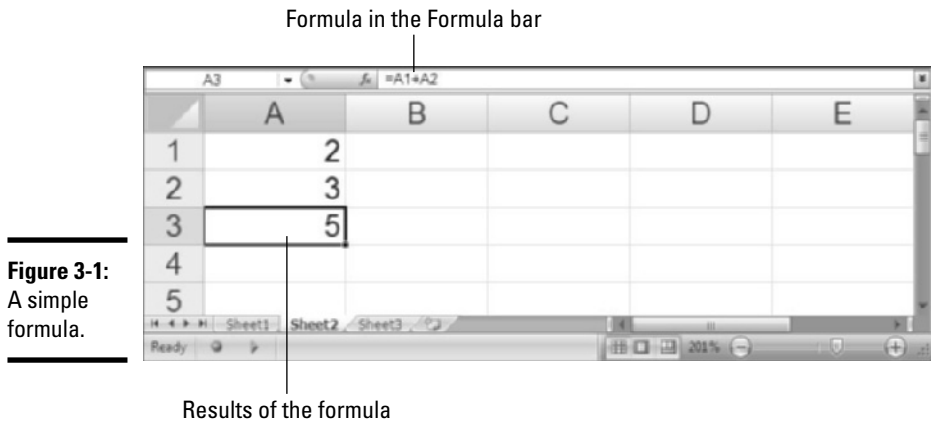 Formula in the Formula bar
A3 fx =A1+A2
A B C D E
1 2
2 3
3 5
4
5
Sheet1 Sheet2 Sheet3
Ready 201%
Figure 3-1:
A simple
formula.
Results of the formula